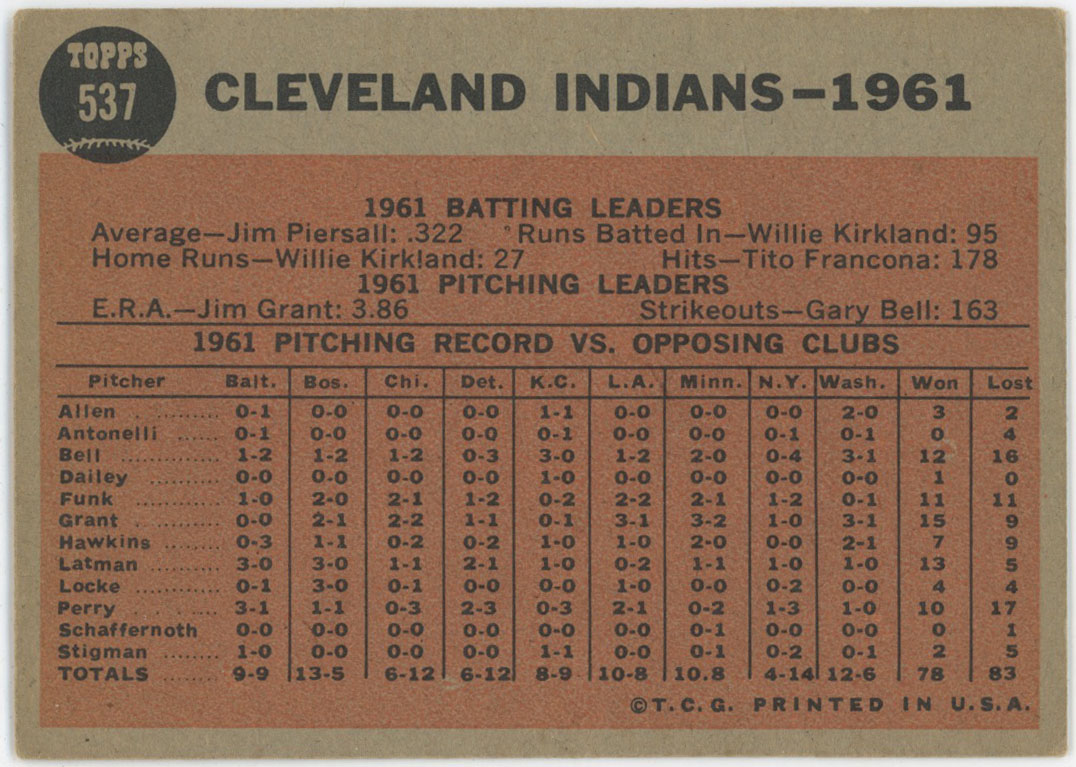 TOPPS
537
CLEVELAND INDIANS—1961
1961 BATTING LEADERS
Average—Jim Piersall: .322 Runs Batted In—Willie Kirkland: 95
Home Runs—Willie Kirkland: 27 Hits—Tito Francona: 178
1961 PITCHING LEADERS
E.R.A.—Jim Grant: 3.86 Strikeouts—Gary Bell: 163
1961 PITCHING RECORD VS. OPPOSING CLUBS
Pitcher Balt. Bos. Chi. Det. K.C. L.A. Minn. N.Y. Wash. Won Lost
Allen . ......... 0-1 0-0 0-0 0-0 1-1 0-0 0-0 0-0 2-0 3 2
Antonelli ...... 0-1 0-0 0-0 0-0 0-1 0-0 0-0 0-1 0-1 0 4
Bell .............. 1-2 1-2 1-2 0-3 3-0 1-2 2-0 0-4 3-1 12 16
Dailey ........... 0-0 0-0 0-0 0-0 1-0 0-0 0-0 0-0 0-0 1 0
Funk ............ 1-0 2-0 2-1 1-2 0-2 2-2 2-1 1-2 0-1 11 11
Grant . .......... 0-0 2-1 2-2 1-1 0-1 3-1 3-2 1-0 3-1 15 9
Hawkins ........ 0-3 1-1 0-2 0-2 1-0 1-0 2-0 0-0 2-1 7 9
Latman .......... 3-0 3-0 1-1 2-1 1-0 0-2 1-1 1-0 1-0 13 5
Locke ............ 0-1 3-0 0-1 0-0 0-0 1-0 0-0 0-2 0-0 4 4
Perry ............ 3-1 1-1 0-3 2-3 0-3 2-1 0-2 1-3 1-0 10 17
Schaffernoth 0-0 0-0 0-0 0-0 0-0 0-0 0-1 0-0 0-0 0 1
Stigman ........ 1-0 0-0 0-0 0-0 1-1 0-0 0-1 0-2 0-1 2 5
TOTALS ....... 9-9 13-5 6-12 6-12 8-9 10-8 10.8 4-14 12-6 78 83
©T.C.G. PRINTED IN U.S.A.